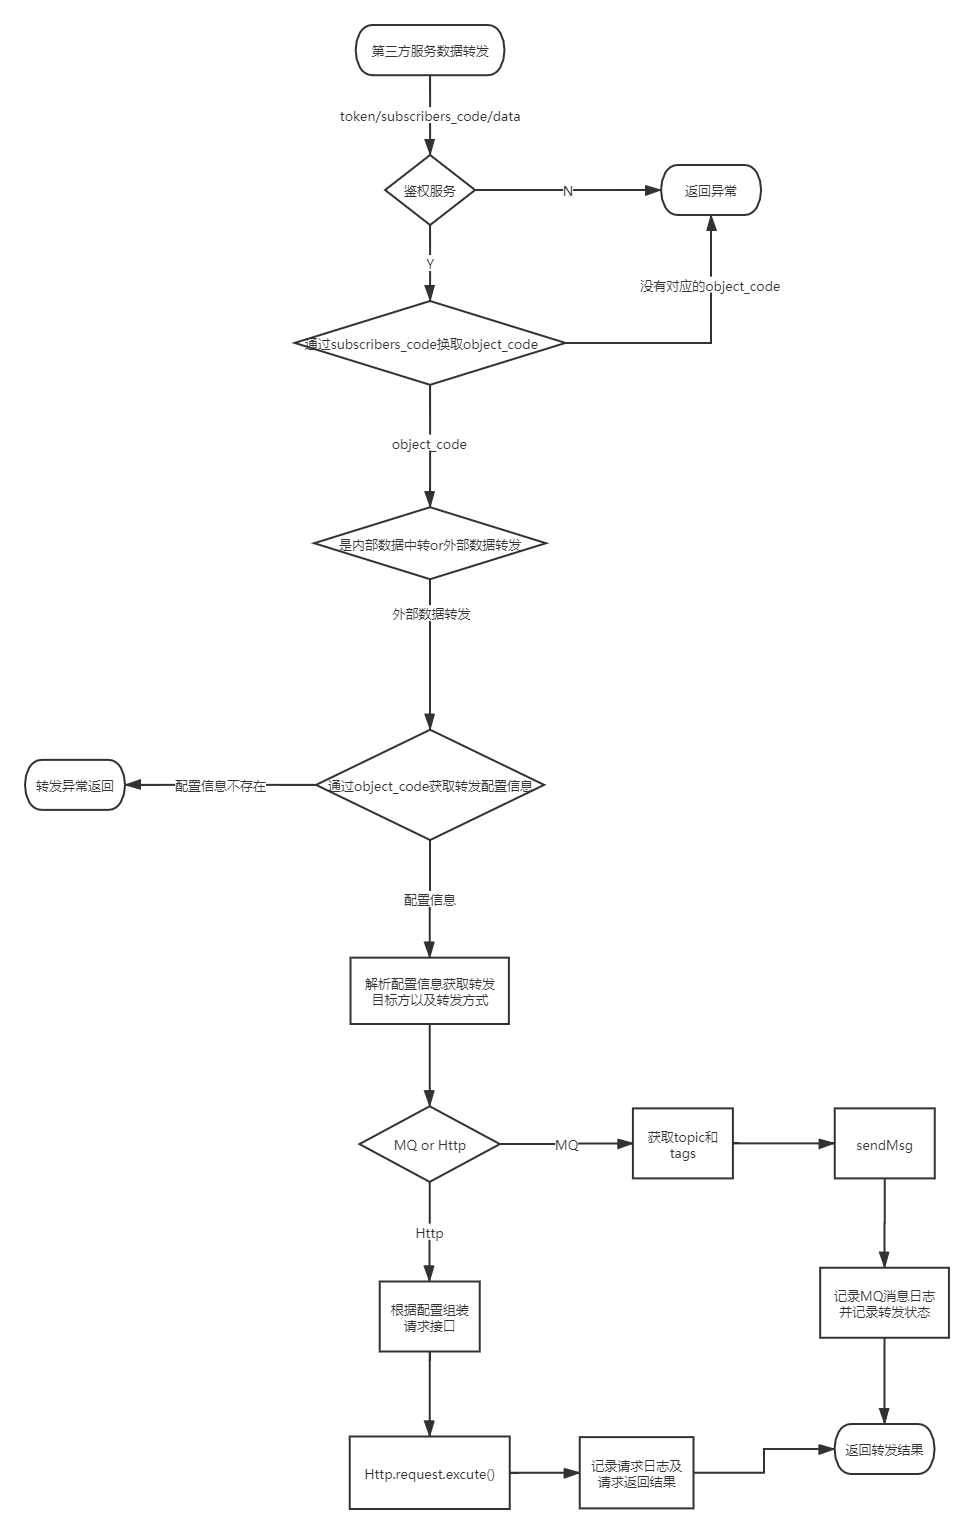 第三方服务数据转发
token/subscribers_code/data
鉴权服务
N
返回异常
Y
没有对应的object_code
通过subscribers_code换取object_code
object_code
是内部数据中转or外部数据转发
外部数据转发
转发异常返回
配置信息不存在
通过object_code获取转发配置信息
配置信息
解析配置信息获取转发
目标方以及转发方式
MQ or Http
MQ
获取topic和
tags
sendMsg
Http
根据配置组装
请求接口
记录MQ消息日志
并记录转发状态
Http.request.excute()
记录请求日志及
请求返回结果
返回转发结果